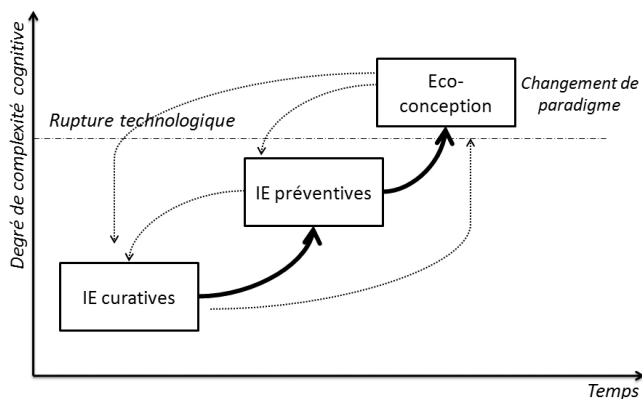 Degré de complexité cognitive
Eco-
conception
Changement de
paradigme
Rupture technologique
IE préventives
IE curatives
Temps